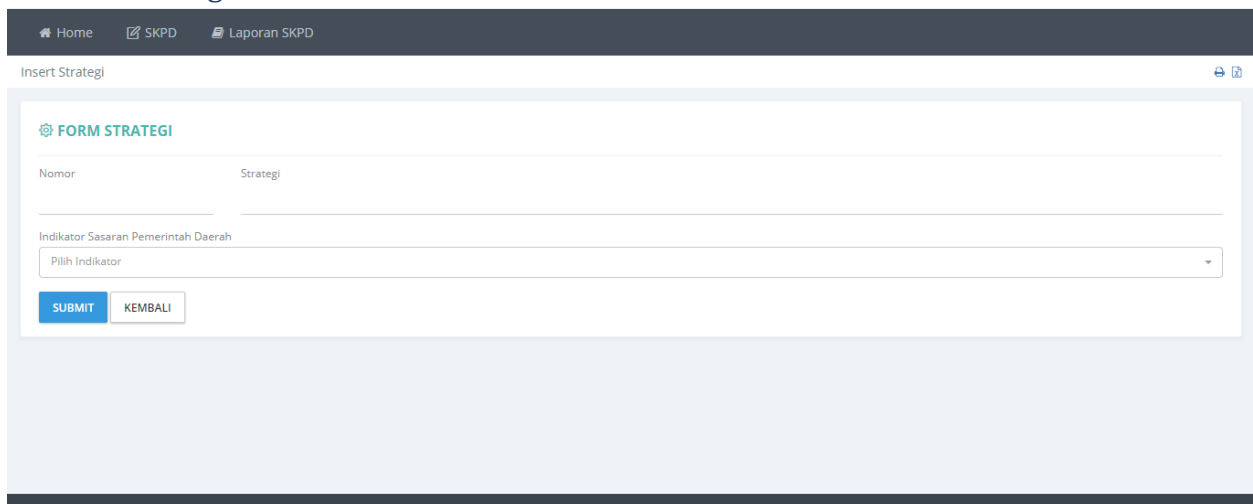 Home SKPD Laporan SKPD
Insert Strategi
FORM STRATEGI
Nomor Strategi
Indikator Sasaran Pemerintah Daerah
Pilih Indikator
SUBMIT KEMBALI